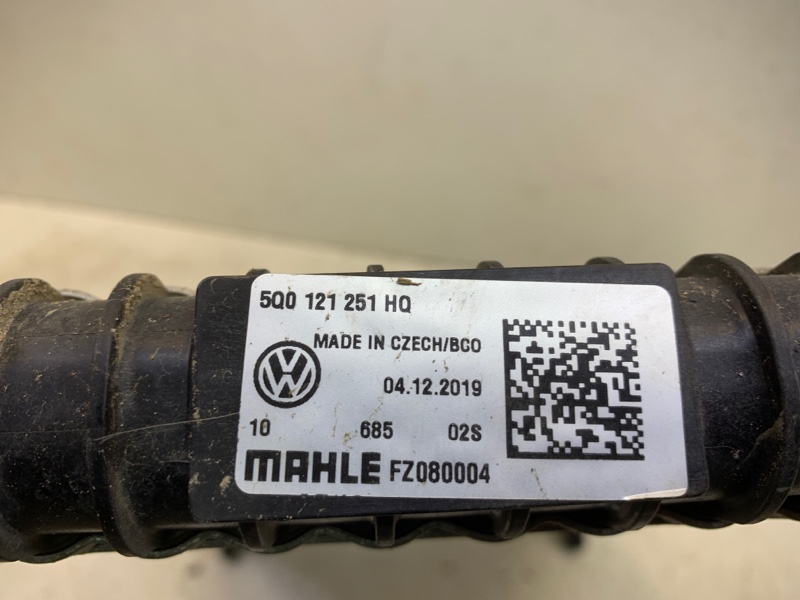 5Q0 121 251 HQ
MADE IN CZECH/BCO
04.12.2019
10 685 02S
MAHLE FZ080004